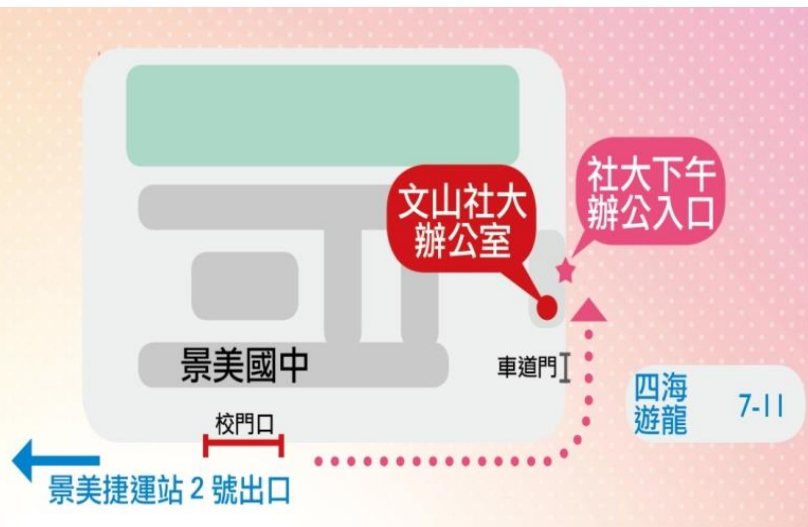 社大下午
辦公入口
文山社大
辦公室
景美國中
車道門
四海
遊龍
7-11
校門口
景美捷運站 2 號出口